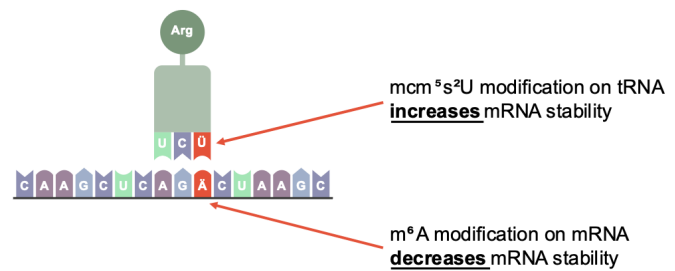 Arg
mcm⁵s²U modification on tRNA
increases mRNA stability
U C Ü
C A A G C U C A G Ä C U A A G C
m⁶A modification on mRNA
decreases mRNA stability